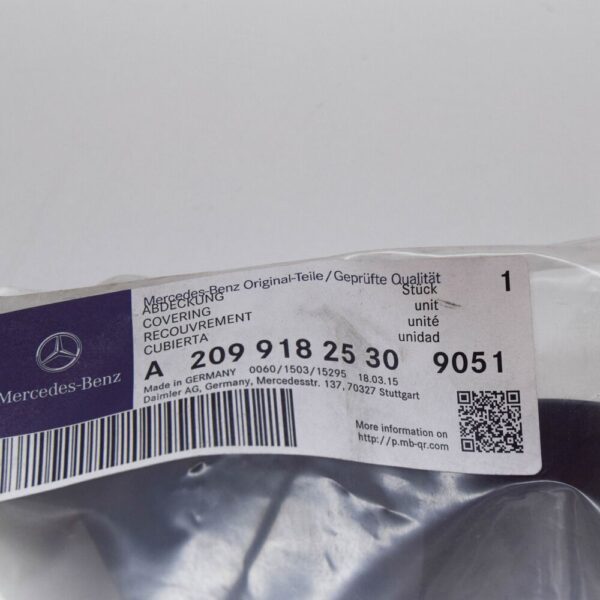 Mercedes-Benz Original-Teile/Geprüfte Qualität
ABDECKUNG
COVERING
RECOUVREMENT
CUBIERTA
Stück
unit
unité
unidad
1
A 209 918 25 30 9051
Made in GERMANY 0060/1503/15295 18.03.15
Daimler AG, Germany, Mercedesstr. 137, 70327 Stuttgart
Mercedes-Benz
More information on
http://p.mb-qr.com